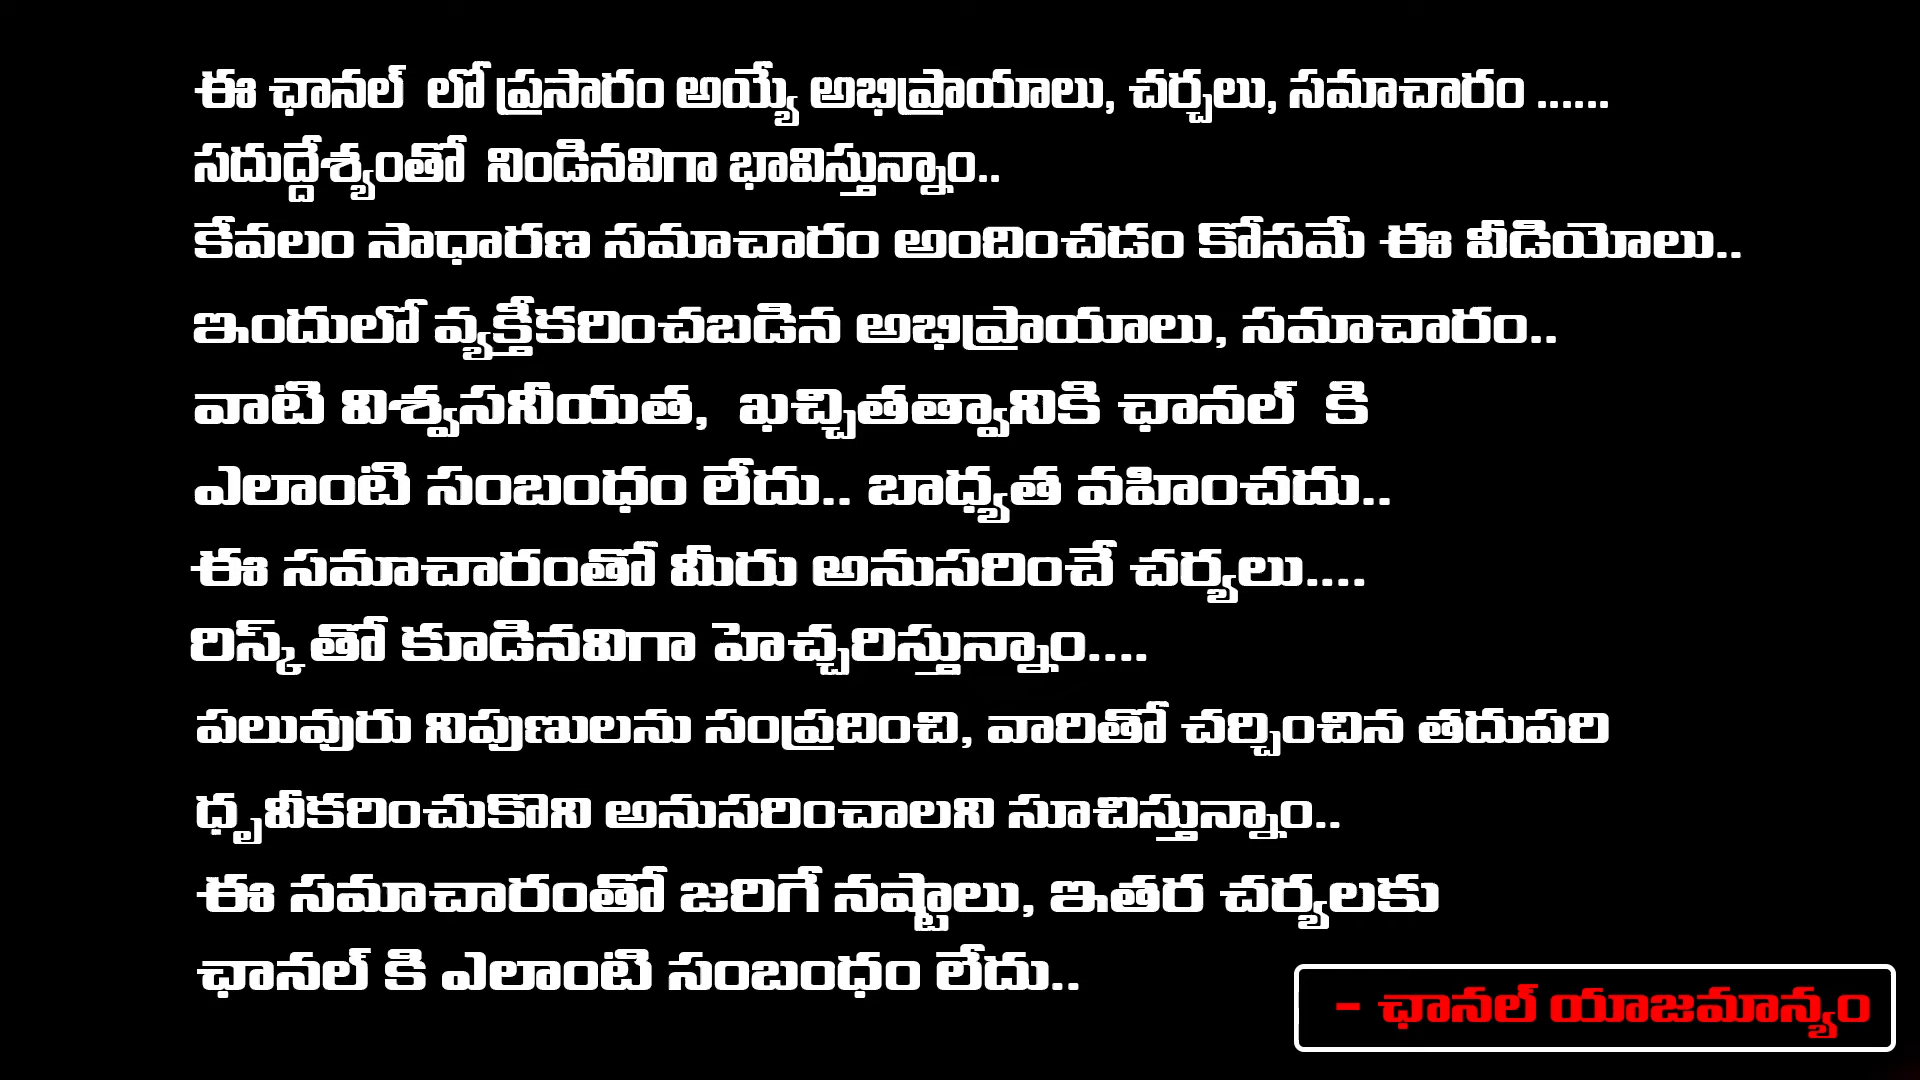 ఈ ఛానల్ లో ప్రసారం అయ్యే అభిప్రాయాలు, చర్చలు, సమాచారం ......
సదుద్దేశ్యంతో నిండినవిగా భావిస్తున్నాం..
కేవలం సాధారణ సమాచారం అందించడం కోసమే ఈ వీడియోలు..
ఇందులో వ్యక్తీకరించబడిన అభిప్రాయాలు, సమాచారం..
వాటి విశ్వసనీయత, ఖచ్చితత్వానికి ఛానల్ కి
ఎలాంటి సంబంధం లేదు.. బాధ్యత వహించదు..
ఈ సమాచారంతో మీరు అనుసరించే చర్యలు....
రిస్క్ తో కూడినవిగా హెచ్చరిస్తున్నాం....
పలువురు నిపుణులను సంప్రదించి, వారితో చర్చించిన తదుపరి
ధృవీకరించుకొని అనుసరించాలని సూచిస్తున్నాం..
ఈ సమాచారంతో జరిగే నష్టాలు, ఇతర చర్యలకు
ఛానల్ కి ఎలాంటి సంబంధం లేదు..
- ఛానల్ యాజమాన్యం